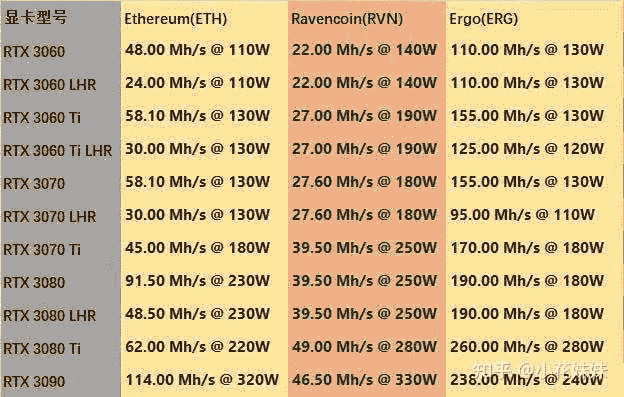 显卡型号 Ethereum(ETH) Ravencoin(RVN) Ergo(ERG)
RTX 3060 48.00 Mh/s @ 110W 22.00 Mh/s @ 140W 110.00 Mh/s @ 130W
RTX 3060 LHR 24.00 Mh/s @ 110W 22.00 Mh/s @ 140W 110.00 Mh/s @ 130W
RTX 3060 Ti 58.10 Mh/s @ 130W 27.00 Mh/s @ 190W 155.00 Mh/s @ 130W
RTX 3060 Ti LHR 30.00 Mh/s @ 130W 27.00 Mh/s @ 190W 125.00 Mh/s @ 120W
RTX 3070 58.10 Mh/s @ 130W 27.60 Mh/s @ 180W 155.00 Mh/s @ 130W
RTX 3070 LHR 30.00 Mh/s @ 130W 27.60 Mh/s @ 180W 95.00 Mh/s @ 110W
RTX 3070 Ti 45.00 Mh/s @ 180W 39.50 Mh/s @ 250W 170.00 Mh/s @ 180W
RTX 3080 91.50 Mh/s @ 230W 39.50 Mh/s @ 250W 190.00 Mh/s @ 180W
RTX 3080 LHR 48.50 Mh/s @ 230W 39.50 Mh/s @ 250W 190.00 Mh/s @ 180W
RTX 3080 Ti 62.00 Mh/s @ 220W 49.00 Mh/s @ 280W 260.00 Mh/s @ 280W
RTX 3090 114.00 Mh/s @ 320W 46.50 Mh/s @ 330W 238.00 Mh/s @ 240W
知乎 @小花妹妹